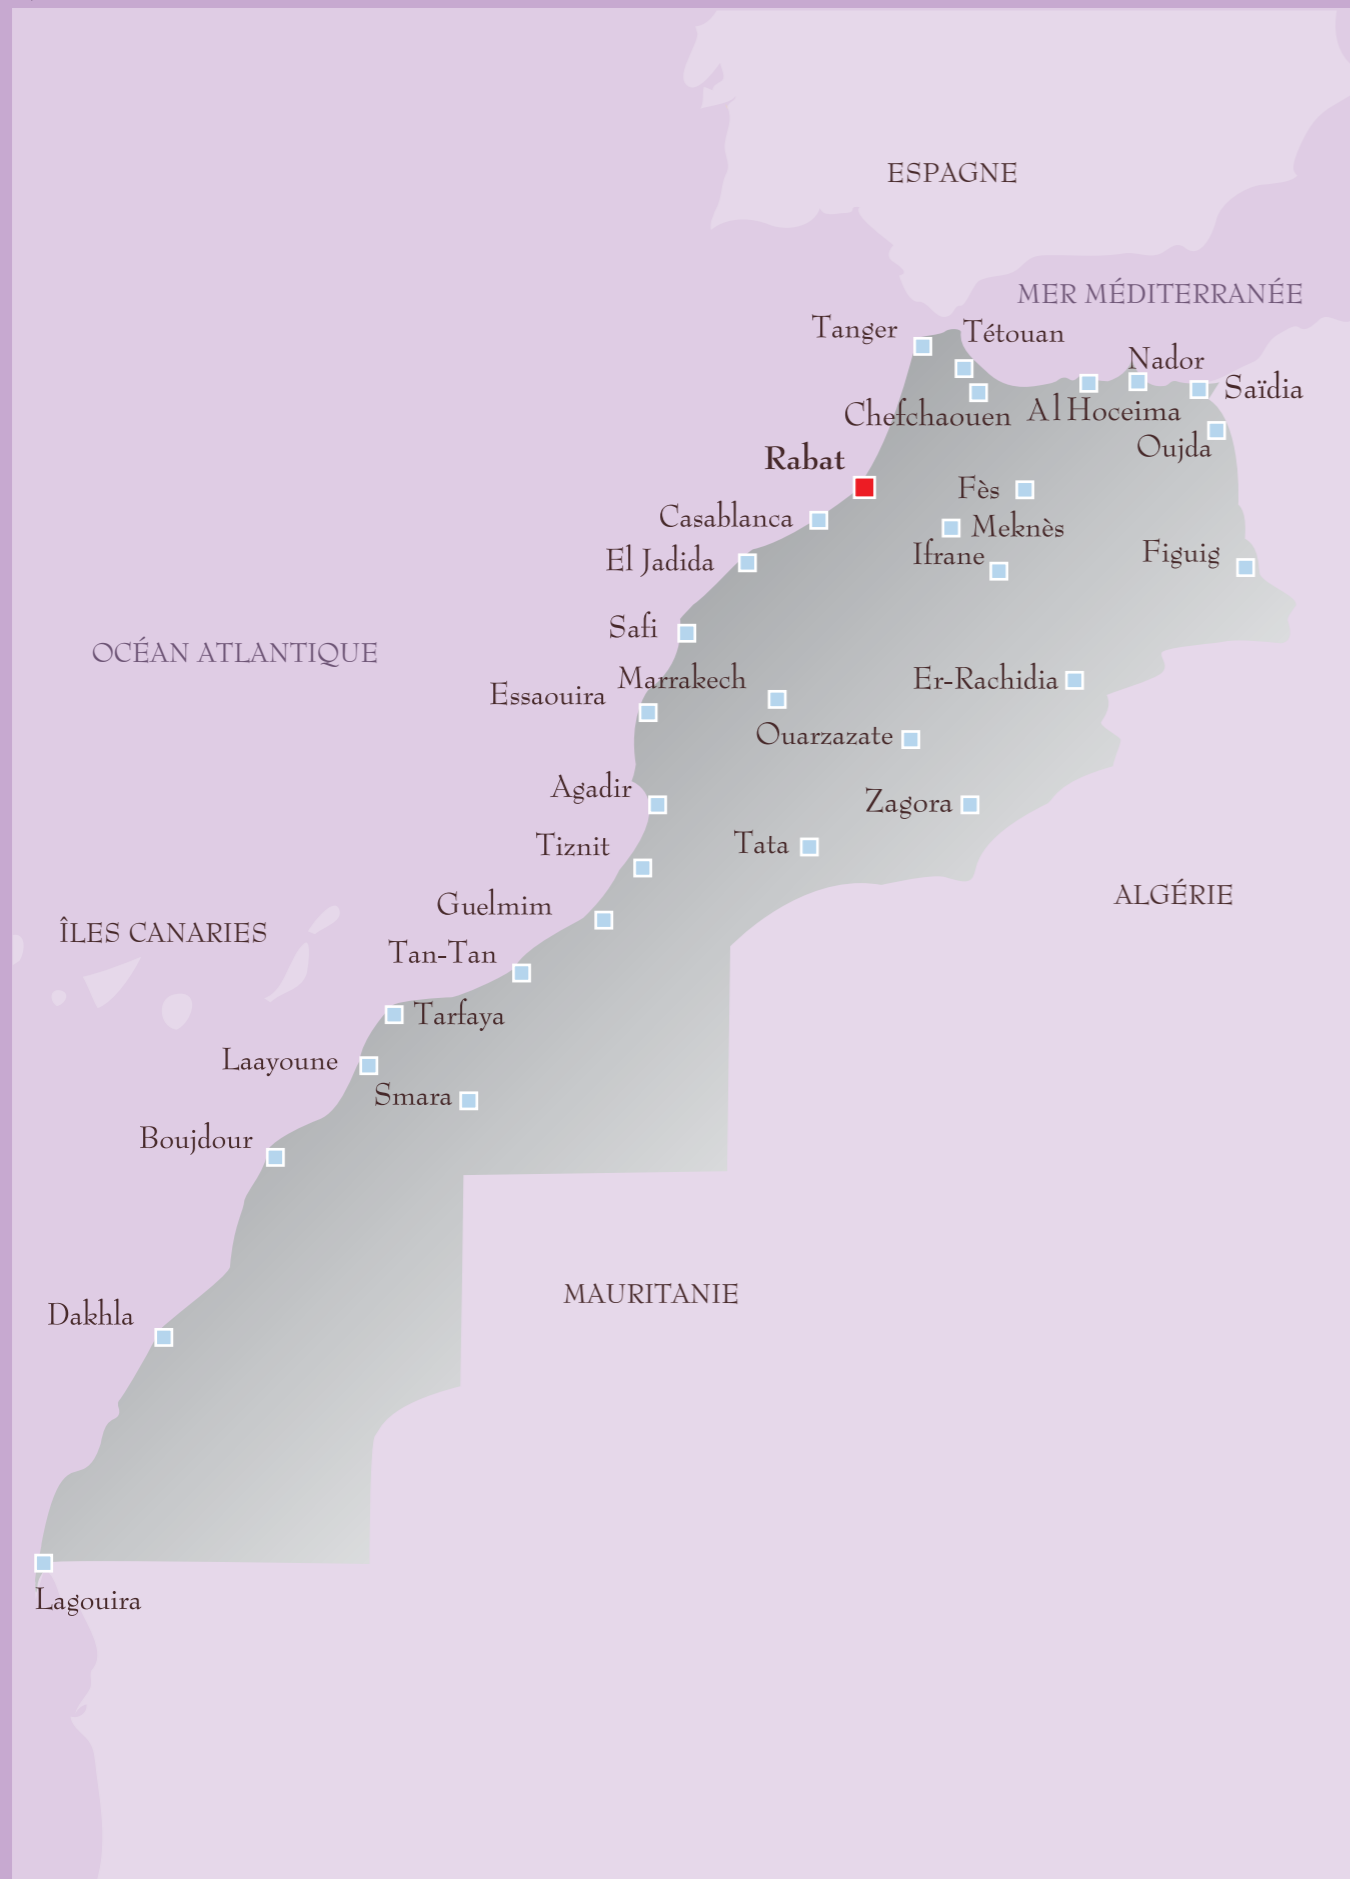 ESPAGNE
MER MÉDITERRANÉE
Tanger
Tétouan
Nador
Saïdia
Chefchaouen
Al Hoceima
Oujda
Rabat
Fès
Casablanca
Meknès
El Jadida
Ifrane
Figuig
Safi
OCÉAN ATLANTIQUE
Marrakech
Er-Rachidia
Essaouira
Ouarzazate
Agadir
Zagora
Tiznit
Tata
ALGÉRIE
Guelmim
ÎLES CANARIES
Tan-Tan
Tarfaya
Laayoune
Smara
Boujdour
MAURITANIE
Dakhla
Lagouira